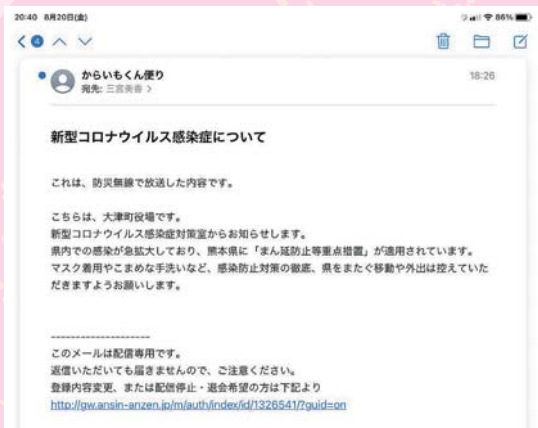 20:40 8月20日(金)
86%
4
からいもくん便り
18:26
宛先: 三宮美香
新型コロナウイルス感染症について
これは、防災無線で放送した内容です。
こちらは、大津町役場です。
新型コロナウイルス感染症対策室からお知らせします。
県内での感染が急拡大しており、熊本県に「まん延防止等重点措置」が適用されています。
マスク着用やこまめな手洗いなど、感染防止対策の徹底、県をまたぐ移動や外出は控えていた
だきますようお願いします。
--------------------
このメールは配信専用です。
返信いただいても届きませんので、ご注意ください。
登録内容変更、または配信停止・退会希望の方は下記より
http://gw.ansin-anzen.jp/m/auth/index/id/1326541/?guid=on